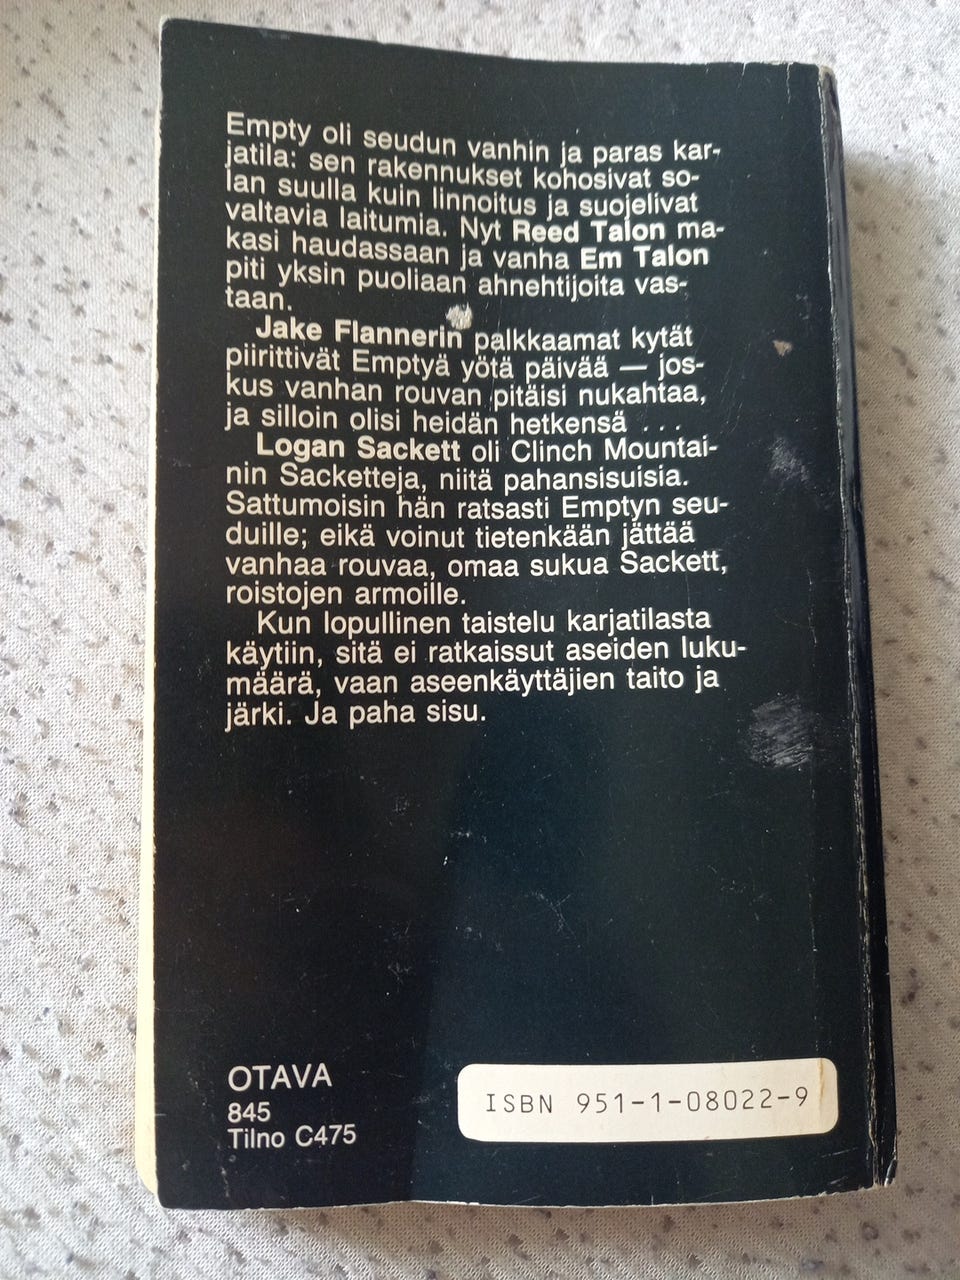 Empty oli seudun vanhin ja paras kar-
jatila: sen rakennukset kohosivat so-
lan suulla kuin linnoitus ja suojelivat
valtavia laitumia. Nyt Reed Talon ma-
kasi haudassaan ja vanha Em Talon
piti yksin puoliaan ahnehtijoita vas-
taan.
Jake Flannerin palkkaamat kytät
piirittivät Emptyä yötä päivää — jos-
kus vanhan rouvan pitäisi nukahtaa,
ja silloin olisi heidän hetkensä . . .
Logan Sackett oli Clinch Mountai-
nin Sacketteja, niitä pahansisuisia.
Sattumoisin hän ratsasti Emptyn seu-
duille; eikä voinut tietenkään jättää
vanhaa rouvaa, omaa sukua Sackett,
roistojen armoille.
Kun lopullinen taistelu karjatilasta
käytiin, sitä ei ratkaissut aseiden luku-
määrä, vaan aseenkäyttäjien taito ja
järki. Ja paha sisu.
OTAVA
845
Tilno C475
ISBN 951-1-08022-9